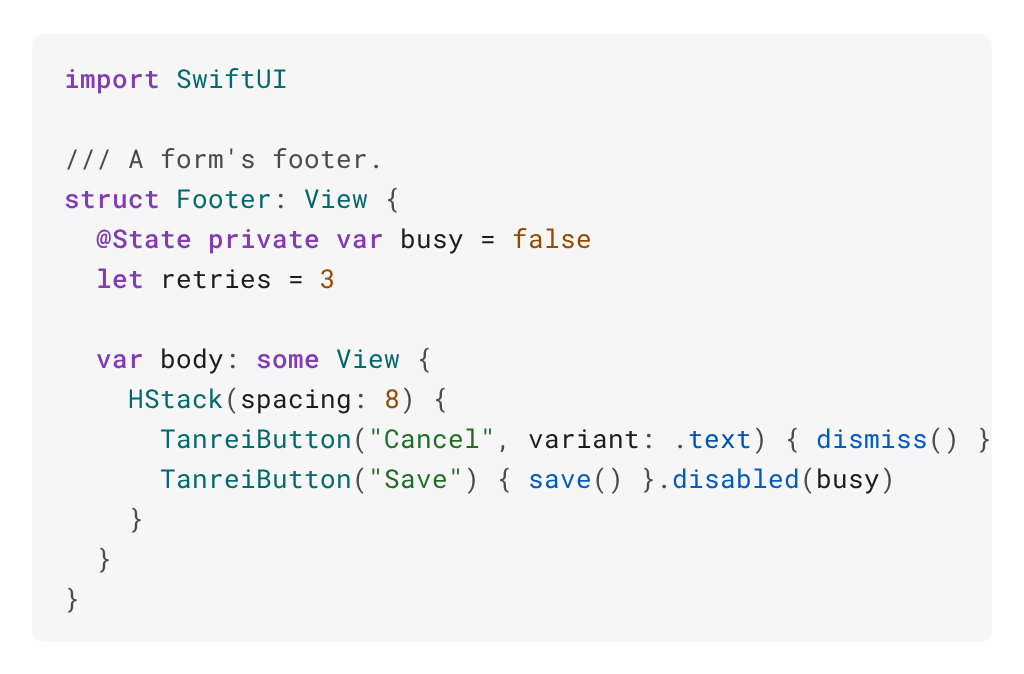 import SwiftUI

/// A form's footer.
struct Footer: View {
  @State private var busy = false
  let retries = 3

  var body: some View {
    HStack(spacing: 8) {
      TanreiButton("Cancel", variant: .text) { dismiss() }
      TanreiButton("Save") { save() }.disabled(busy)
    }
  }
}